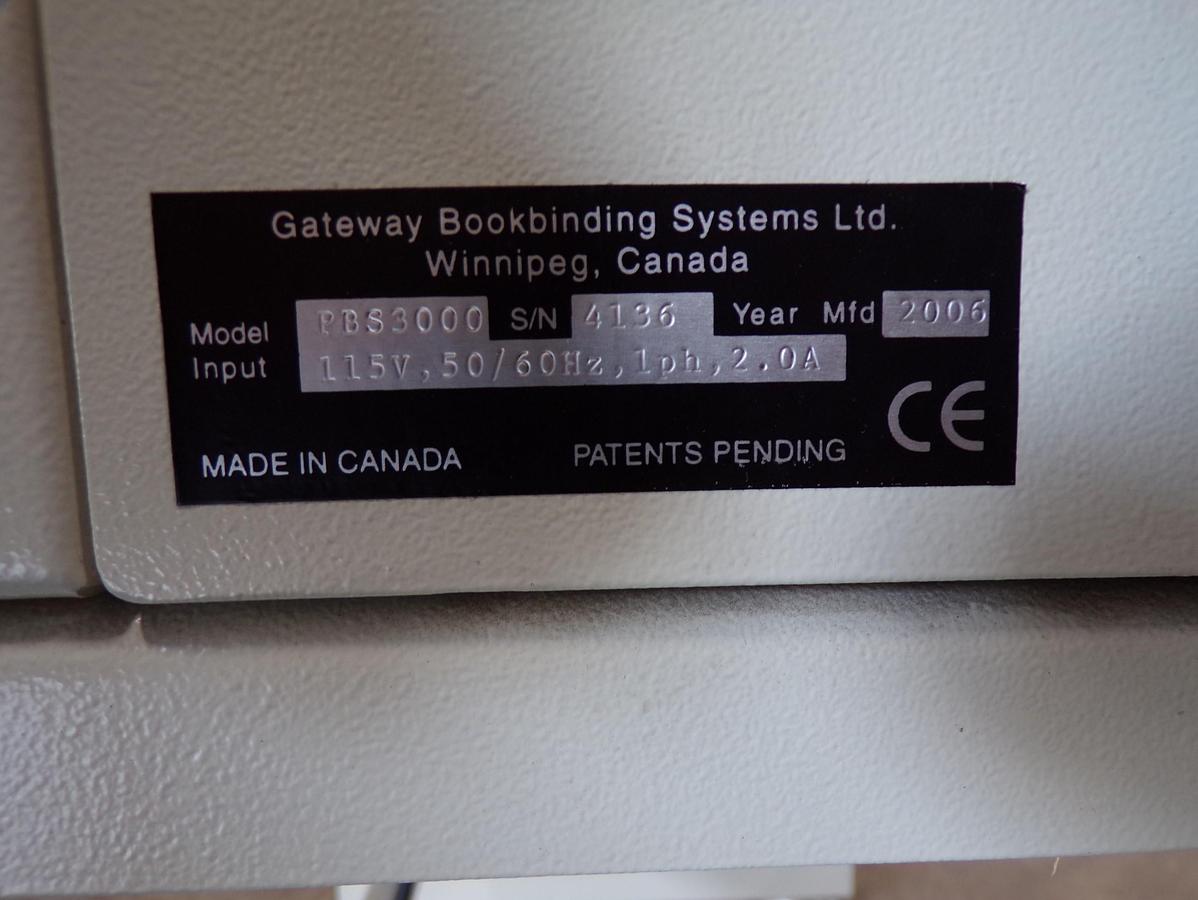 Gateway Bookbinding Systems Ltd.
Winnipeg, Canada
Model PBS3000 S/N 4136 Year Mfd 2006
Input 115V,50/60Hz,1ph,2.0A
CE
MADE IN CANADA PATENTS PENDING